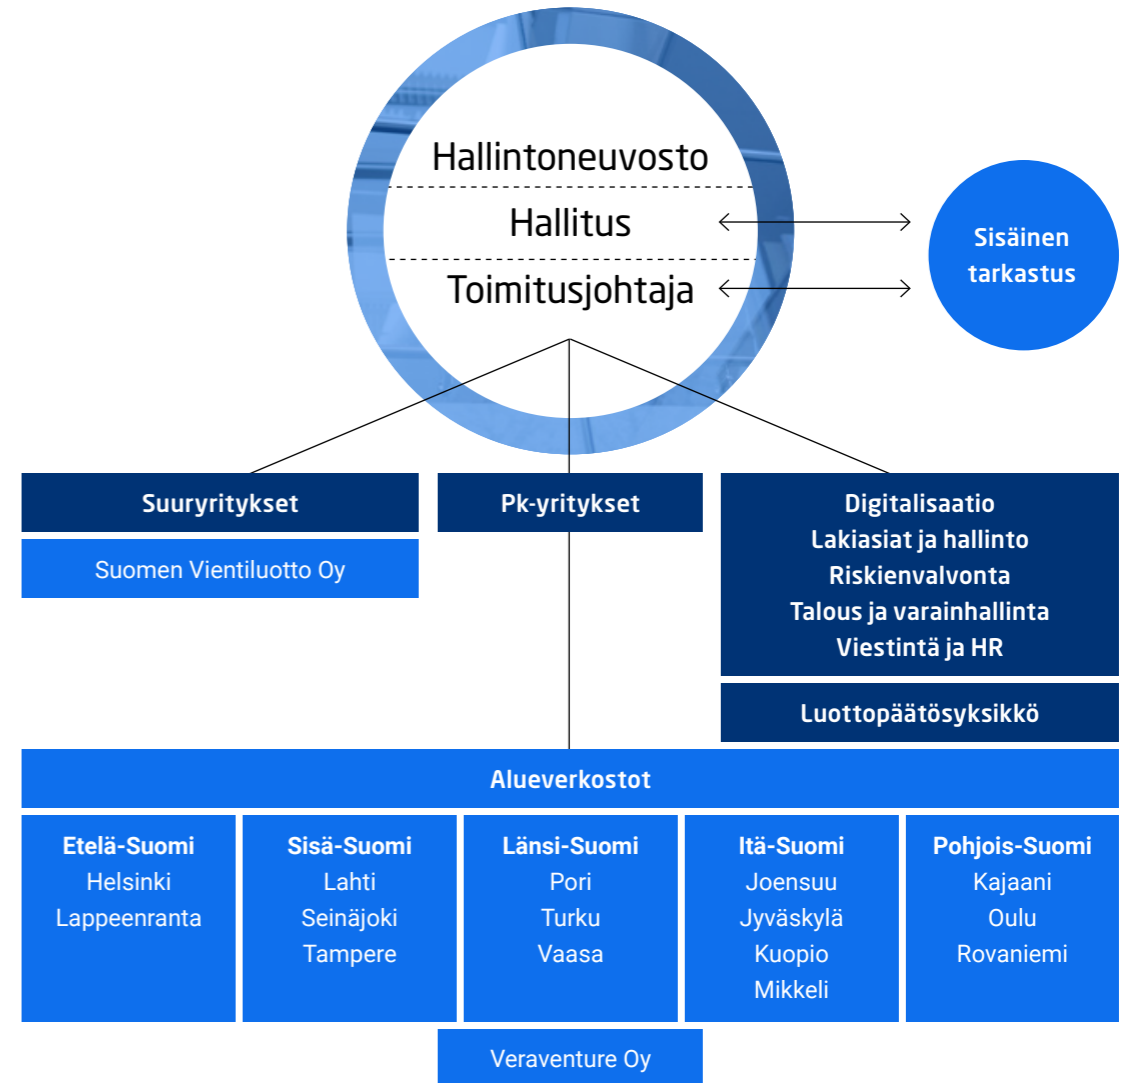 Hallintoneuvosto
Hallitus
Toimitusjohtaja
Sisäinen
tarkastus
Suuryritykset
Suomen Vientiluotto Oy
Pk-yritykset
Digitalisaatio
Lakiasiat ja hallinto
Riskienvalvonta
Talous ja varainhallinta
Viestintä ja HR
Luottopäätösyksikkö
Alueverkostot
Etelä-Suomi
Helsinki
Lappeenranta
Sisä-Suomi
Lahti
Seinäjoki
Tampere
Länsi-Suomi
Pori
Turku
Vaasa
Itä-Suomi
Joensuu
Jyväskylä
Kuopio
Mikkeli
Pohjois-Suomi
Kajaani
Oulu
Rovaniemi
Veraventure Oy